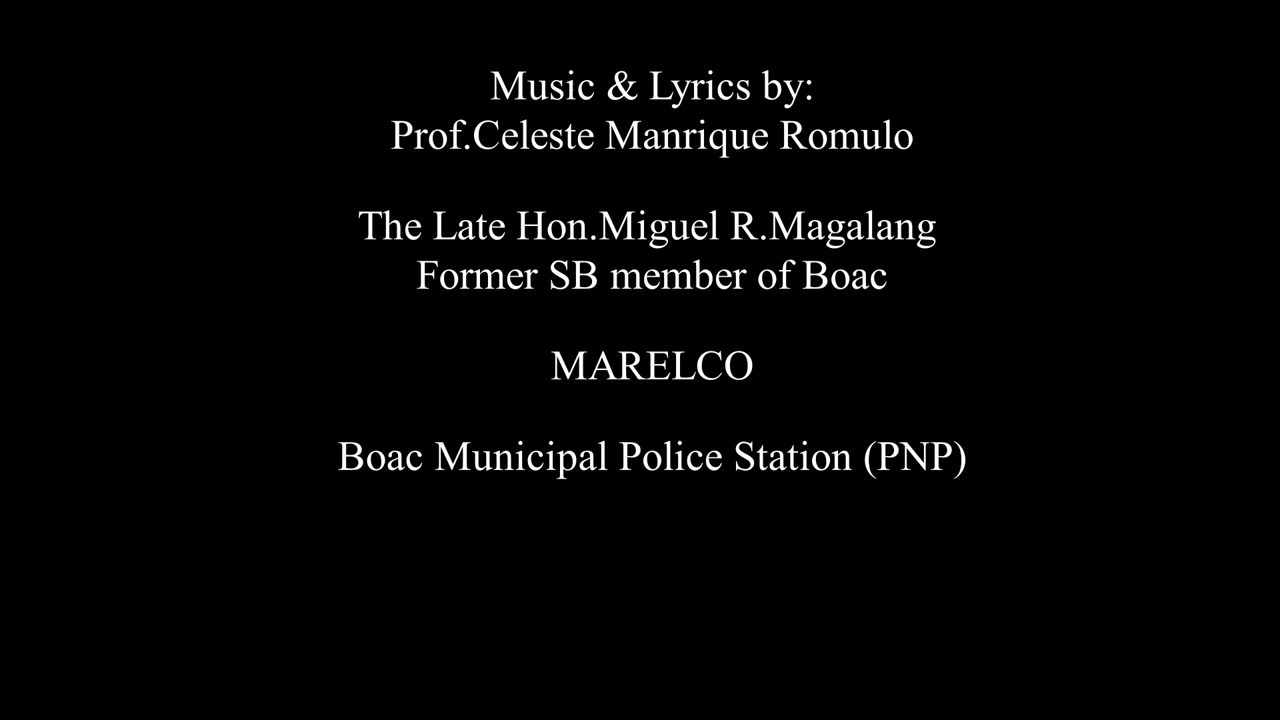 Music & Lyrics by:
Prof.Celeste Manrique Romulo
The Late Hon.Miguel R.Magalang
Former SB member of Boac
MARELCO
Boac Municipal Police Station (PNP)